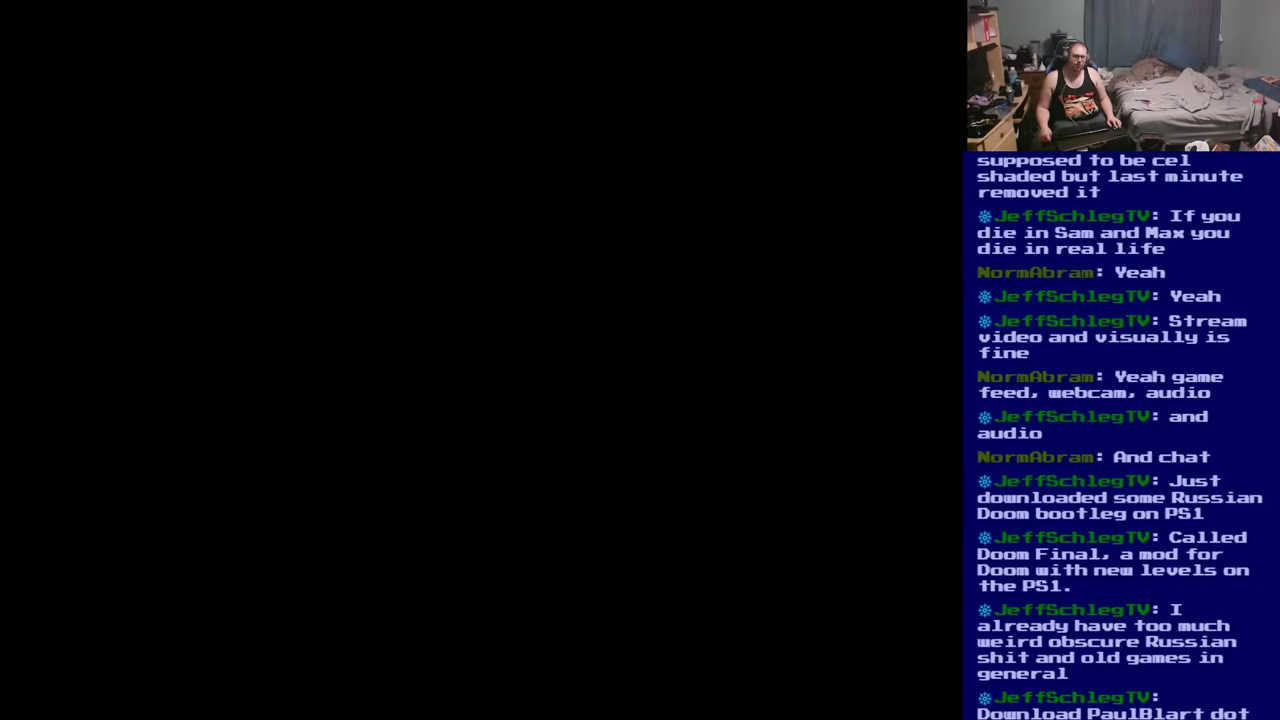 supposed to be cel
shaded but last minute
removed it
JeffSchlegTV: If you
die in Sam and Max you
die in real life
NormAbram: Yeah
JeffSchlegTV: Yeah
JeffSchlegTV: Stream
video and visually is
fine
NormAbram: Yeah game
feed, webcam, audio
JeffSchlegTV: and
audio
NormAbram: And chat
JeffSchlegTV: Just
downloaded some Russian
Doom bootleg on PS1
JeffSchlegTV: Called
Doom Final, a mod for
Doom with new levels on
the PS1.
JeffSchlegTV: I
already have too much
weird obscure Russian
shit and old games in
general
JeffSchlegTV:
Download PaulBlart dot